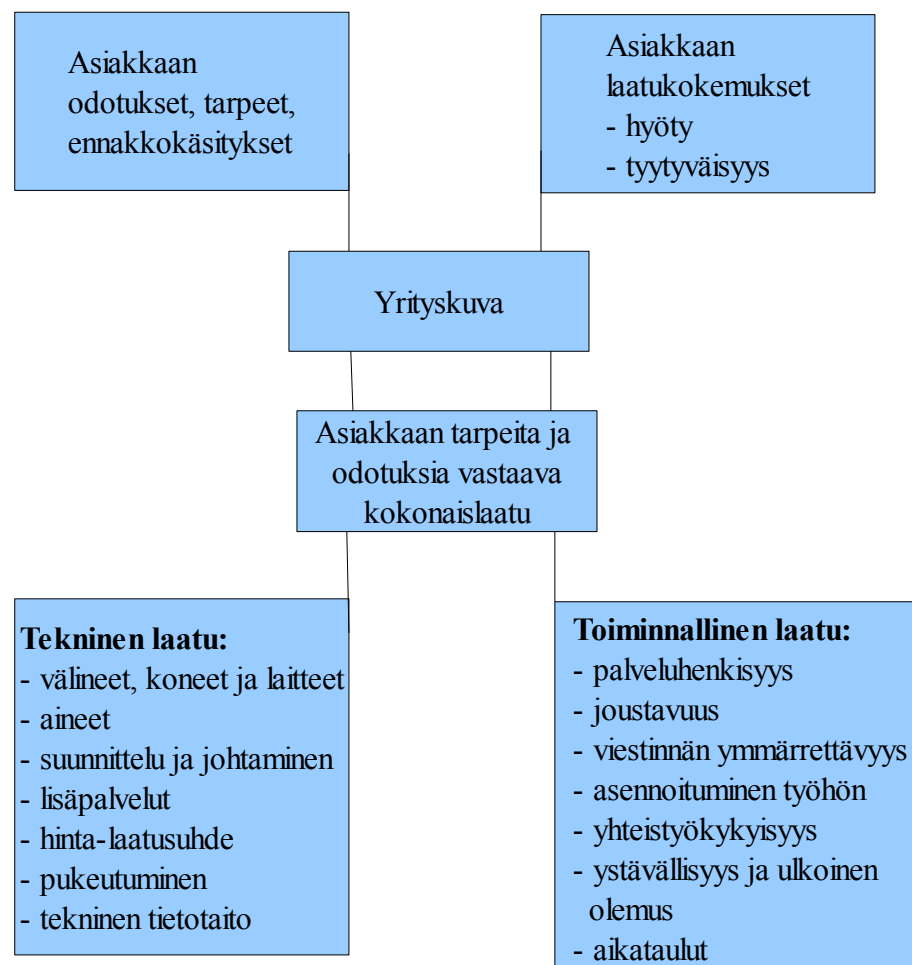 Asiakkaan
odotukset, tarpeet,
ennakkokäsitykset
Asiakkaan
laatukokemukset
- hyöty
- tyytyväisyys
Yrityskuva
Asiakkaan tarpeita ja
odotuksia vastaava
kokonaislaatu
Tekninen laatu:
- välineet, koneet ja laitteet
- aineet
- suunnittelu ja johtaminen
- lisäpalvelut
- hinta-laatusuhde
- pukeutuminen
- tekninen tietotaito
Toiminnallinen laatu:
- palveluhenkisyys
- joustavuus
- viestinnän ymmärrettävyys
- asennoituminen työhön
- yhteistyökykyisyys
- ystävällisyys ja ulkoinen
olemus
- aikataulut